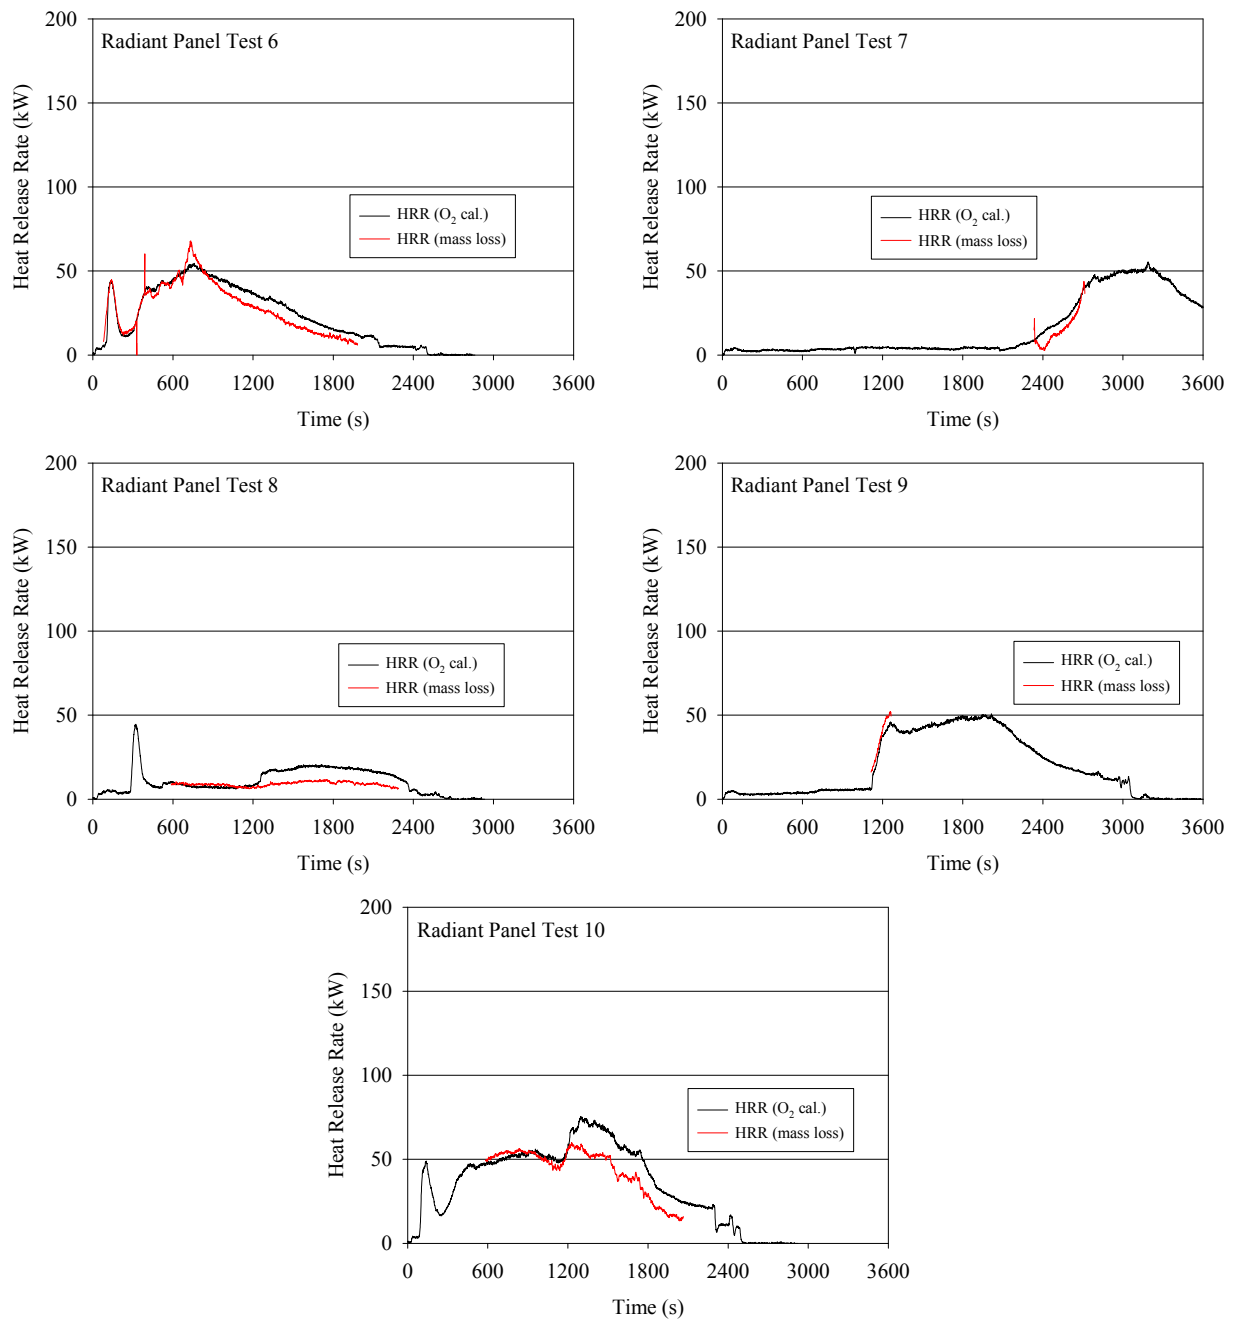 Radiant Panel Test 6
Heat Release Rate (kW)
200
150
100
50
0
HRR (O2 cal.)
HRR (mass loss)
0 600 1200 1800 2400 3000 3600
Time (s)
Radiant Panel Test 7
Heat Release Rate (kW)
200
150
100
50
0
HRR (O2 cal.)
HRR (mass loss)
0 600 1200 1800 2400 3000 3600
Time (s)
Radiant Panel Test 8
Heat Release Rate (kW)
200
150
100
50
0
HRR (O2 cal.)
HRR (mass loss)
0 600 1200 1800 2400 3000 3600
Time (s)
Radiant Panel Test 9
Heat Release Rate (kW)
200
150
100
50
0
HRR (O2 cal.)
HRR (mass loss)
0 600 1200 1800 2400 3000 3600
Time (s)
Radiant Panel Test 10
Heat Release Rate (kW)
200
150
100
50
0
HRR (O2 cal.)
HRR (mass loss)
0 600 1200 1800 2400 3000 3600
Time (s)